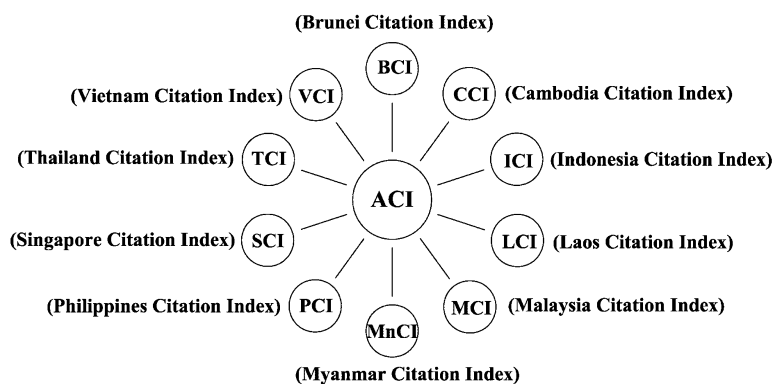 (Brunei Citation Index)
BCI
VCI
(Vietnam Citation Index)
CCI
(Cambodia Citation Index)
(Thailand Citation Index)
TCI
ICI
(Indonesia Citation Index)
ACI
(Singapore Citation Index)
SCI
LCI
(Laos Citation Index)
(Philippines Citation Index)
PCI
MCI
(Malaysia Citation Index)
MnCI
(Myanmar Citation Index)